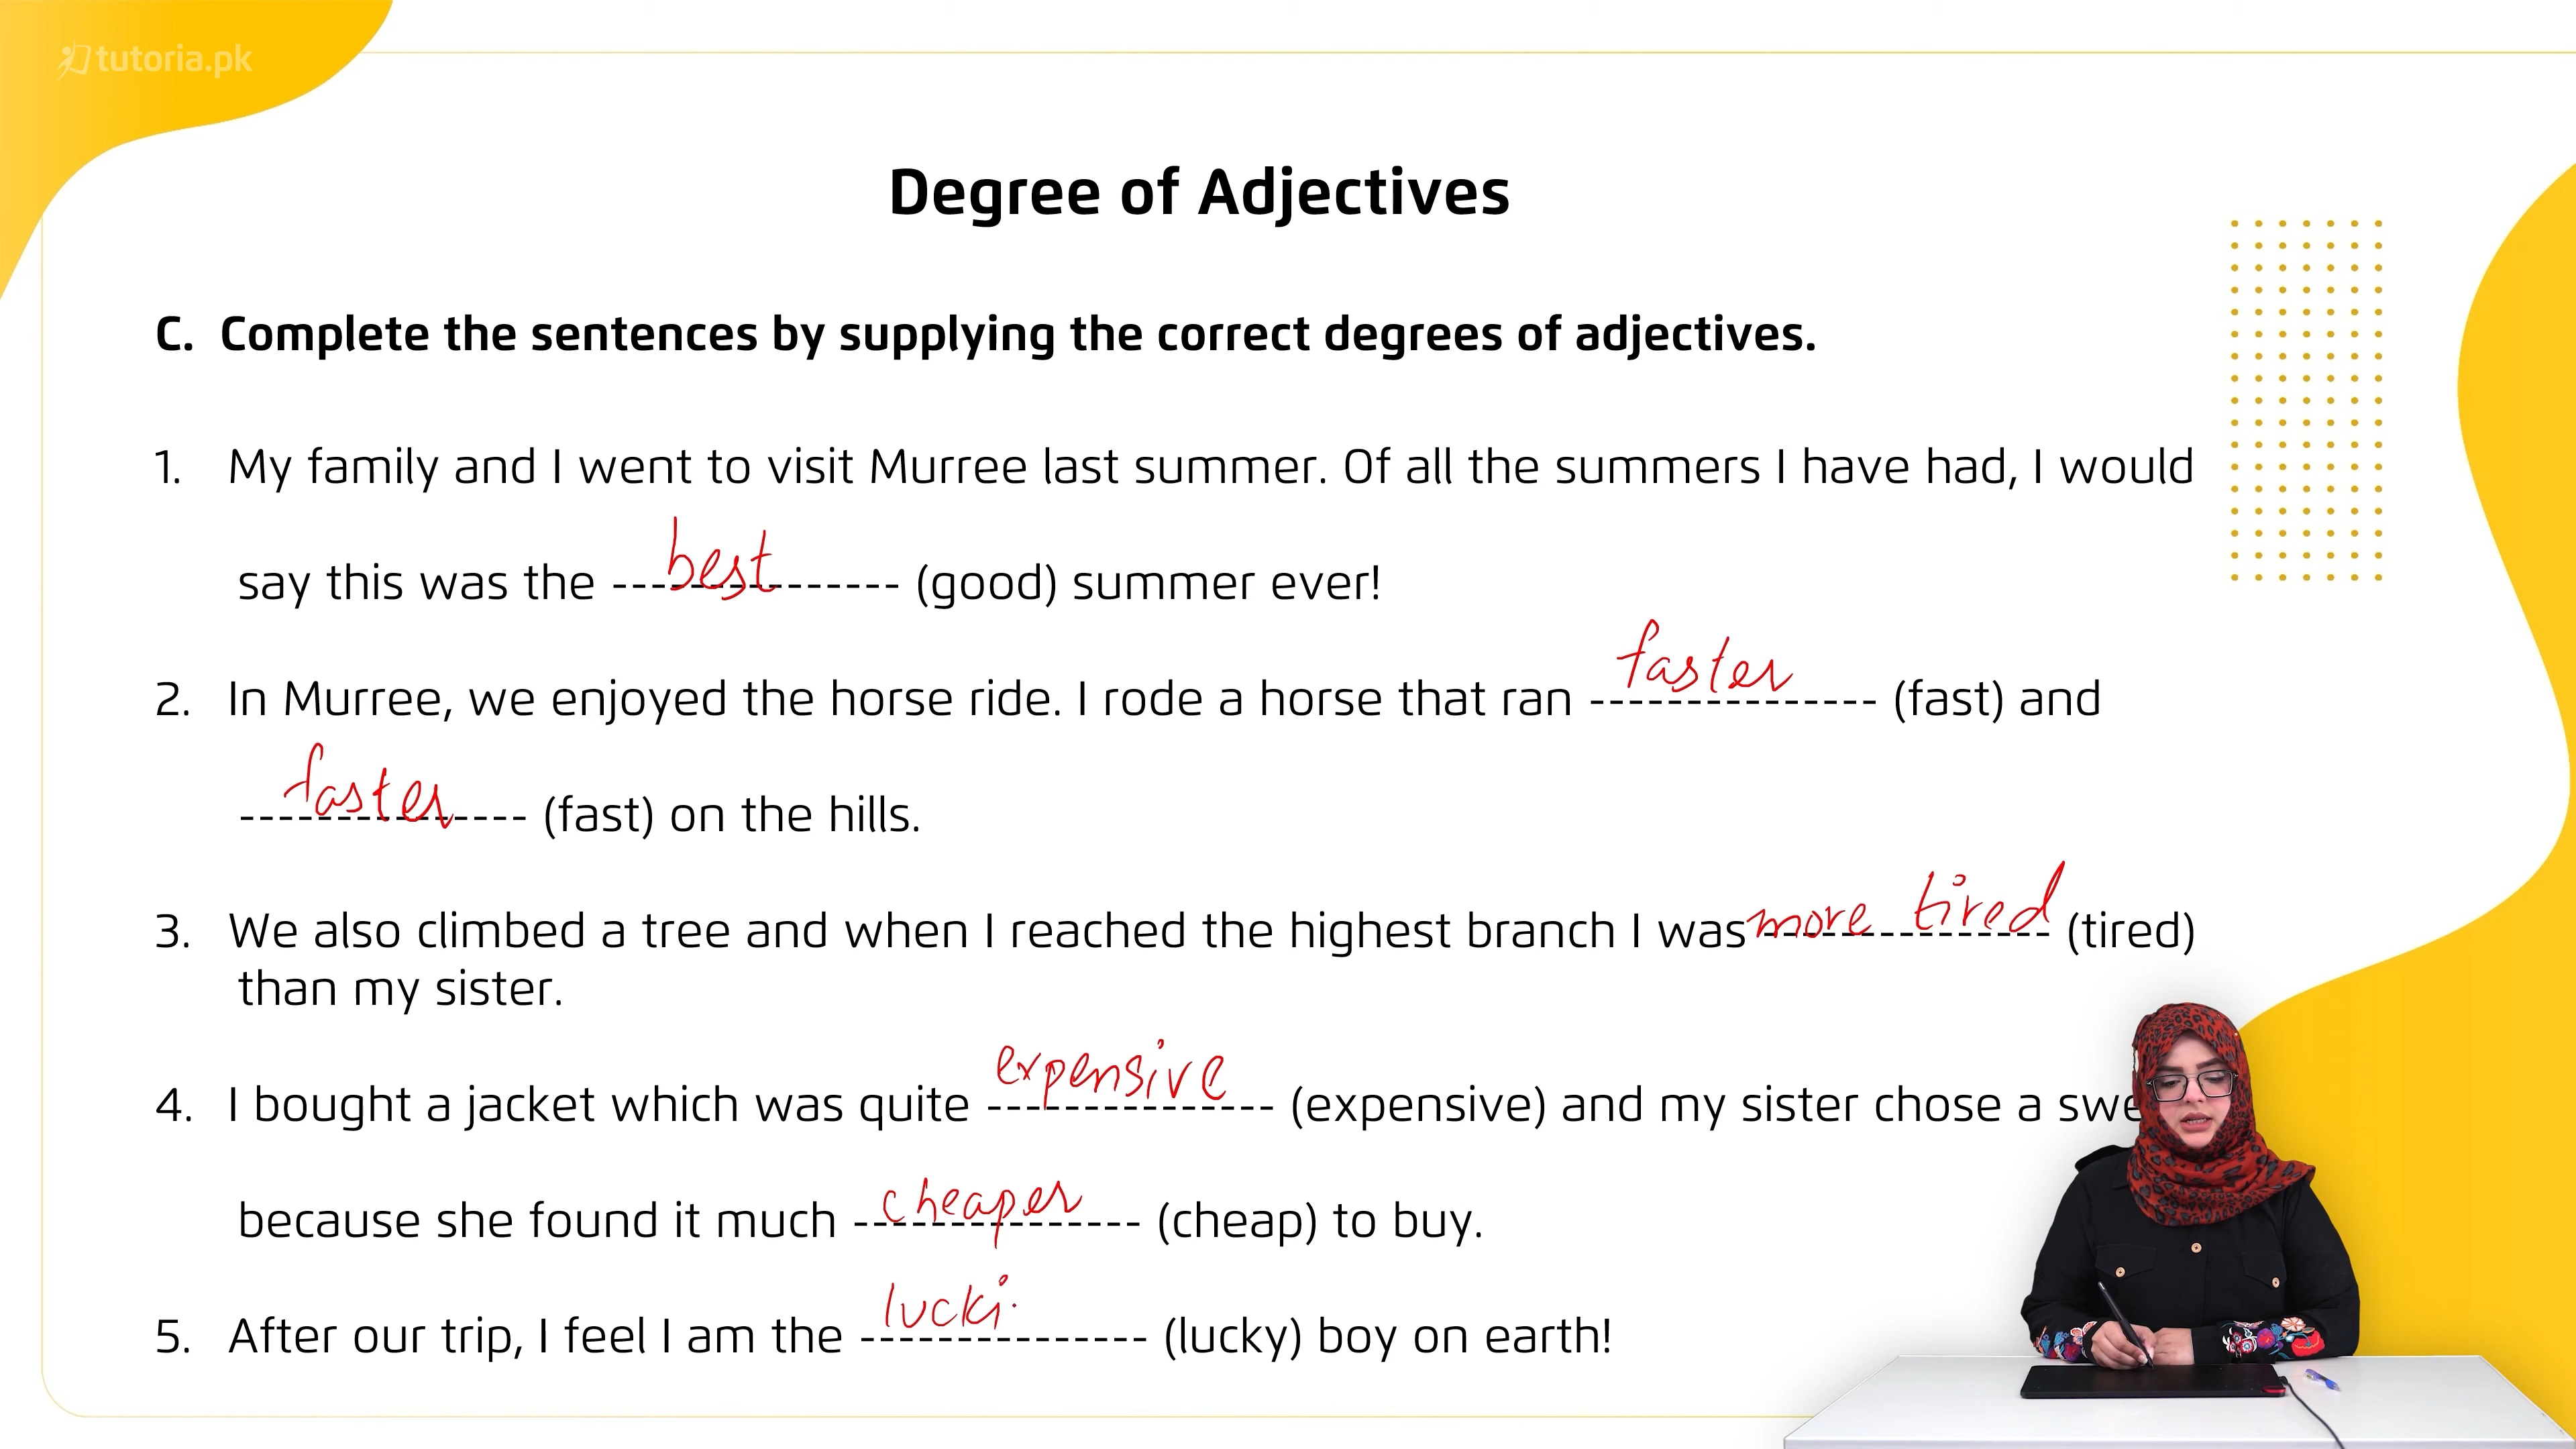 tutoria.pk
Degree of Adjectives
C. Complete the sentences by supplying the correct degrees of adjectives.
1. My family and I went to visit Murree last summer. Of all the summers I have had, I would
say this was the best (good) summer ever!
2. In Murree, we enjoyed the horse ride. I rode a horse that ran faster (fast) and
faster (fast) on the hills.
3. We also climbed a tree and when I reached the highest branch I was more tired (tired)
than my sister.
4. I bought a jacket which was quite expensive (expensive) and my sister chose a
because she found it much cheaper (cheap) to buy.
5. After our trip, I feel I am the lucki (lucky) boy on earth!